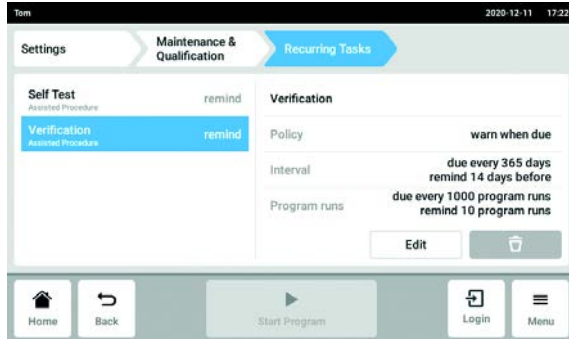 Tom 2020-12-11 17:22
Settings
Maintenance &
Qualification
Recurring Tasks
Self Test remind
Assisted Procedure
Verification remind
Assisted Procedure
Verification
Policy warn when due
Interval due every 365 days
remind 14 days before
Program runs due every 1000 program runs
remind 10 program runs
Edit
Home
Back
Start Program
Login
Menu